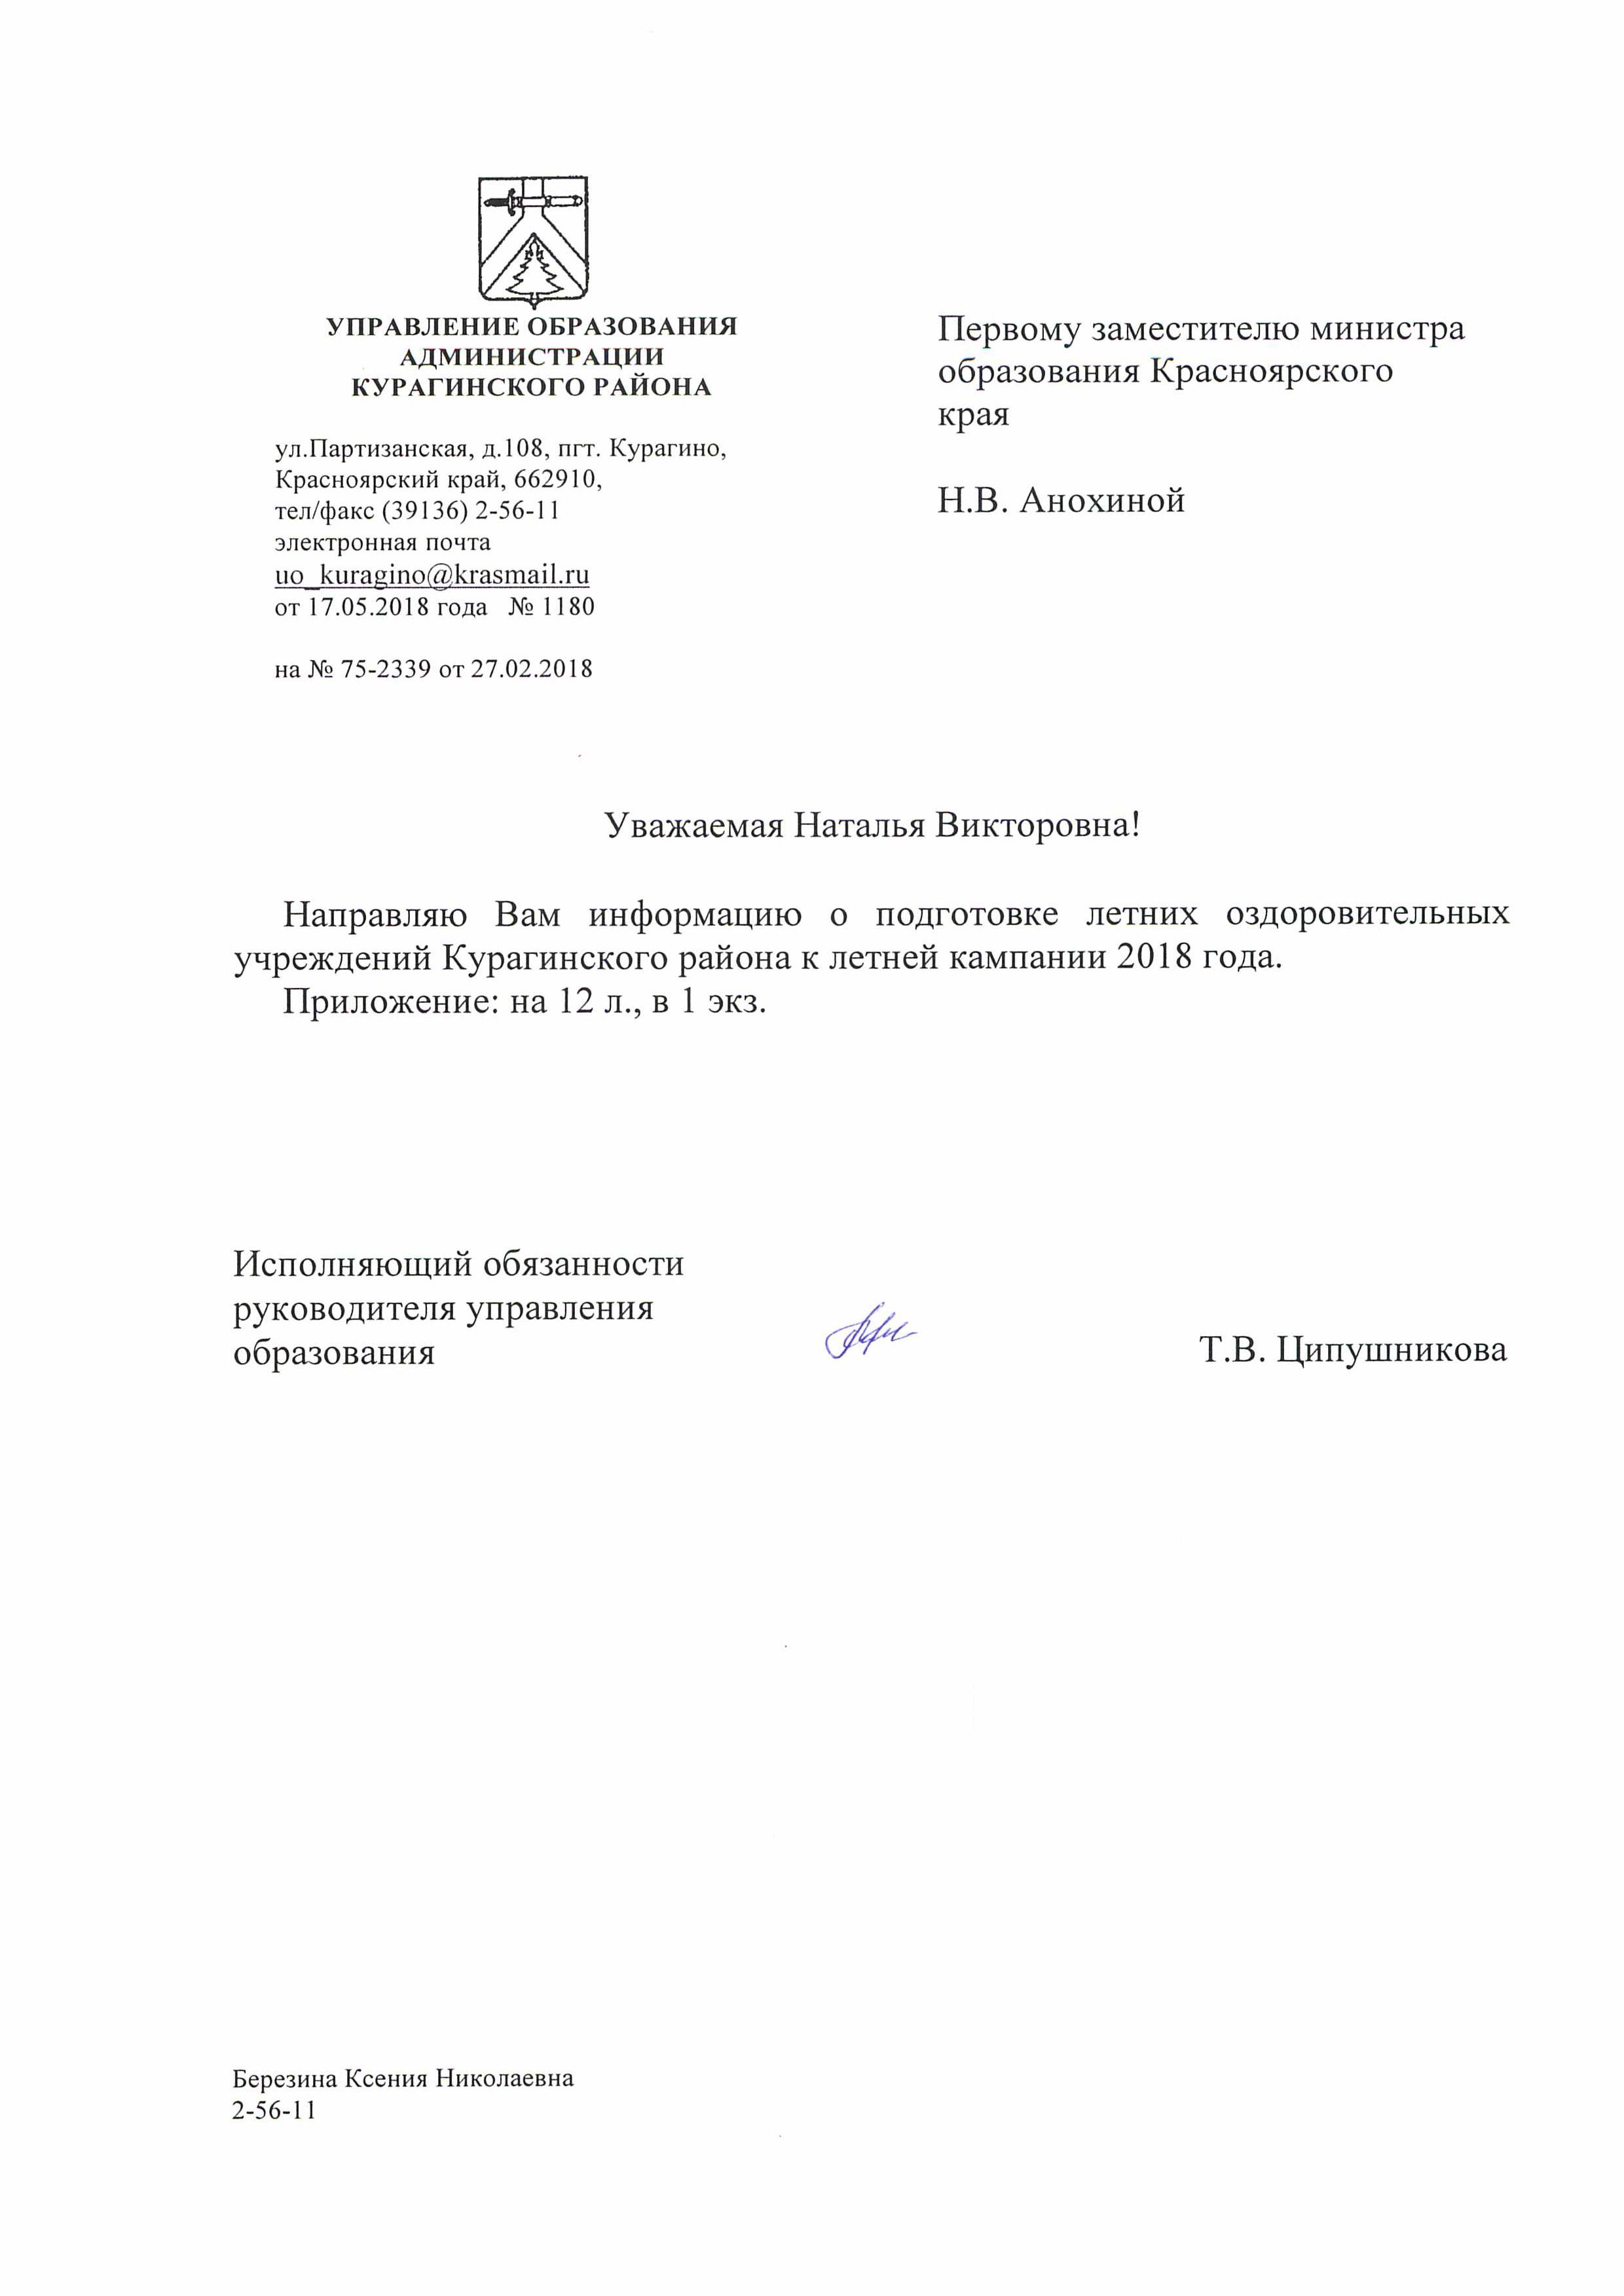 УПРАВЛЕНИЕ ОБРАЗОВАНИЯ
АДМИНИСТРАЦИИ
КУРАГИНСКОГО РАЙОНА
ул.Партизанская, д.108, пгт. Курагино,
Красноярский край, 662910,
тел/факс (39136) 2-56-11
электронная почта
uo_kuragino@krasmail.ru
от 17.05.2018 года № 1180
на № 75-2339 от 27.02.2018
Первому заместителю министра
образования Красноярского
края
Н.В. Анохиной
Уважаемая Наталья Викторовна!
Направляю Вам информацию о подготовке летних оздоровительных
учреждений Курагинского района к летней кампании 2018 года.
Приложение: на 12 л., в 1 экз.
Исполняющий обязанности
руководителя управления
образования
Т.В. Ципушникова
Березина Ксения Николаевна
2-56-11